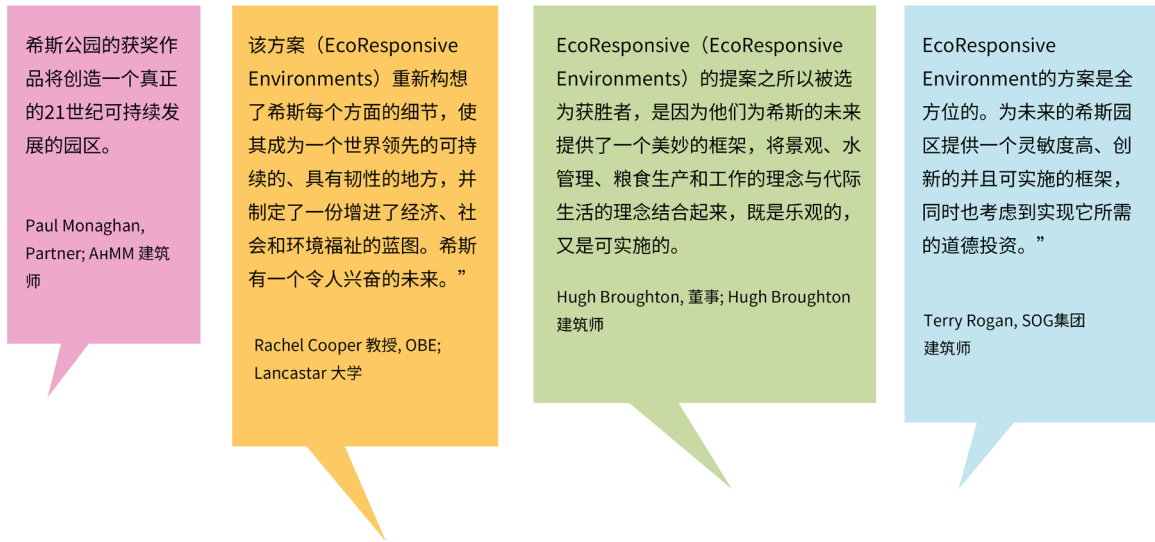 希斯公园的获奖作
品将创造一个真正
的21世纪可持续发
展的园区。
Paul Monaghan,
Partner; AнMM 建筑
师
该方案（EcoResponsive
Environments）重新构想
了希斯每个方面的细节，使
其成为一个世界领先的可持
续的、具有韧性的地方，并
制定了一份增进了经济、社
会和环境福祉的蓝图。希斯
有一个令人兴奋的未来。”
Rachel Cooper 教授, OBE;
Lancastar 大学
EcoResponsive（EcoResponsive
Environments）的提案之所以被选
为获胜者，是因为他们为希斯的未来
提供了一个美妙的框架，将景观、水
管理、粮食生产和工作的理念与代际
生活的理念结合起来，既是乐观的，
又是可实施的。
Hugh Broughton, 董事; Hugh Broughton
建筑师
EcoResponsive
Environment的方案是全
方位的。为未来的希斯园
区提供一个灵敏度高、创
新的并且可实施的框架，
同时也考虑到实现它所需
的道德投资。”
Terry Rogan, SOG集团
建筑师